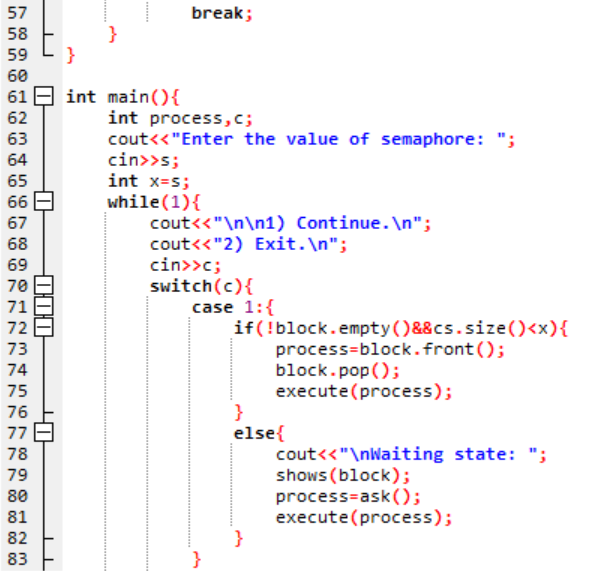 57 break;
58 }
59 }
60
61 int main(){
62 int process,c;
63 cout<<"Enter the value of semaphore: ";
64 cin>>s;
65 int x=s;
66 while(1){
67 cout<<"\n\n1) Continue.\n";
68 cout<<"2) Exit.\n";
69 cin>>c;
70 switch(c){
71 case 1:{
72 if(!block.empty()&&cs.size()<x){
73 process=block.front();
74 block.pop();
75 execute(process);
76 }
77 else{
78 cout<<"\nWaiting state: ";
79 shows(block);
80 process=ask();
81 execute(process);
82 }
83 }